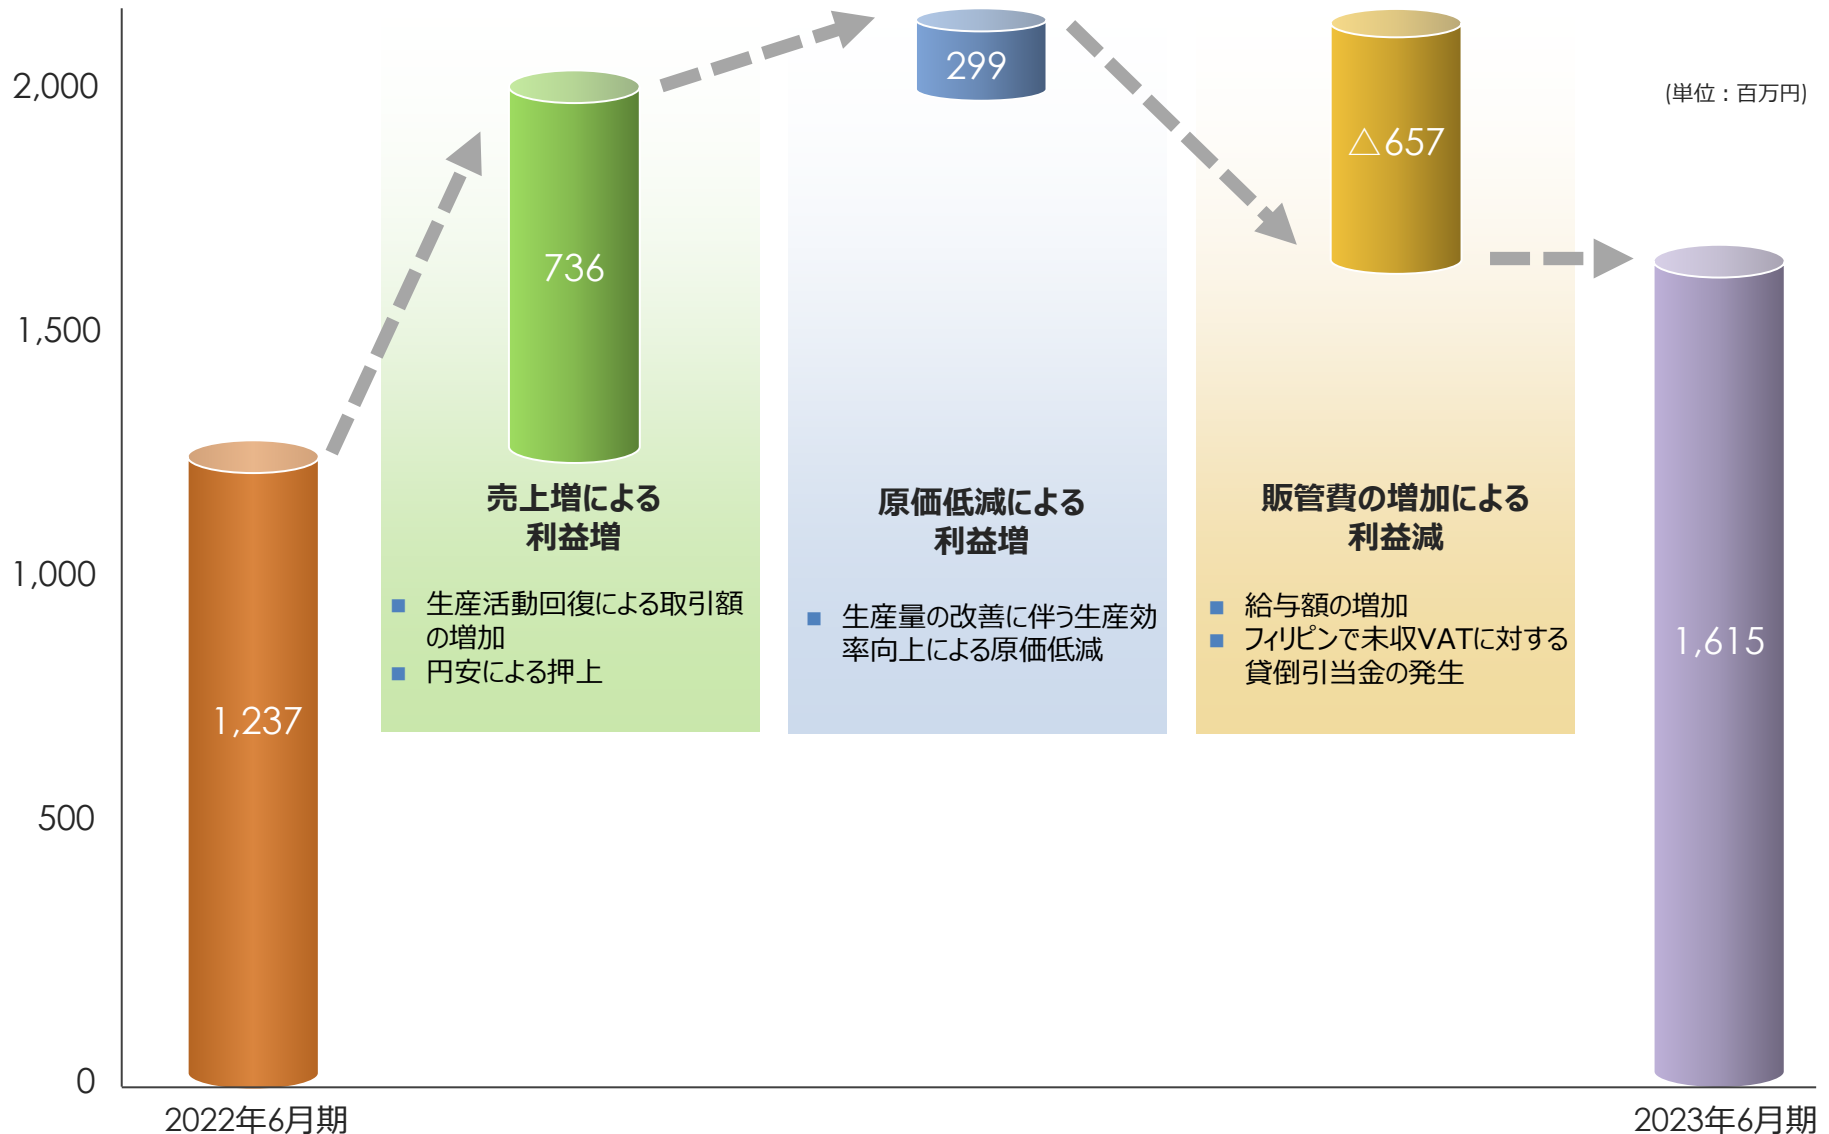 2,000
1,500
1,000
500
0
(単位：百万円)
1,237
736
299
△657
1,615
売上増による
利益増
■ 生産活動回復による取引額
の増加
■ 円安による押上
原価低減による
利益増
■ 生産量の改善に伴う生産効
率向上による原価低減
販管費の増加による
利益減
■ 給与額の増加
■ フィリピンで未収VATに対する
貸倒引当金の発生
2022年6月期
2023年6月期